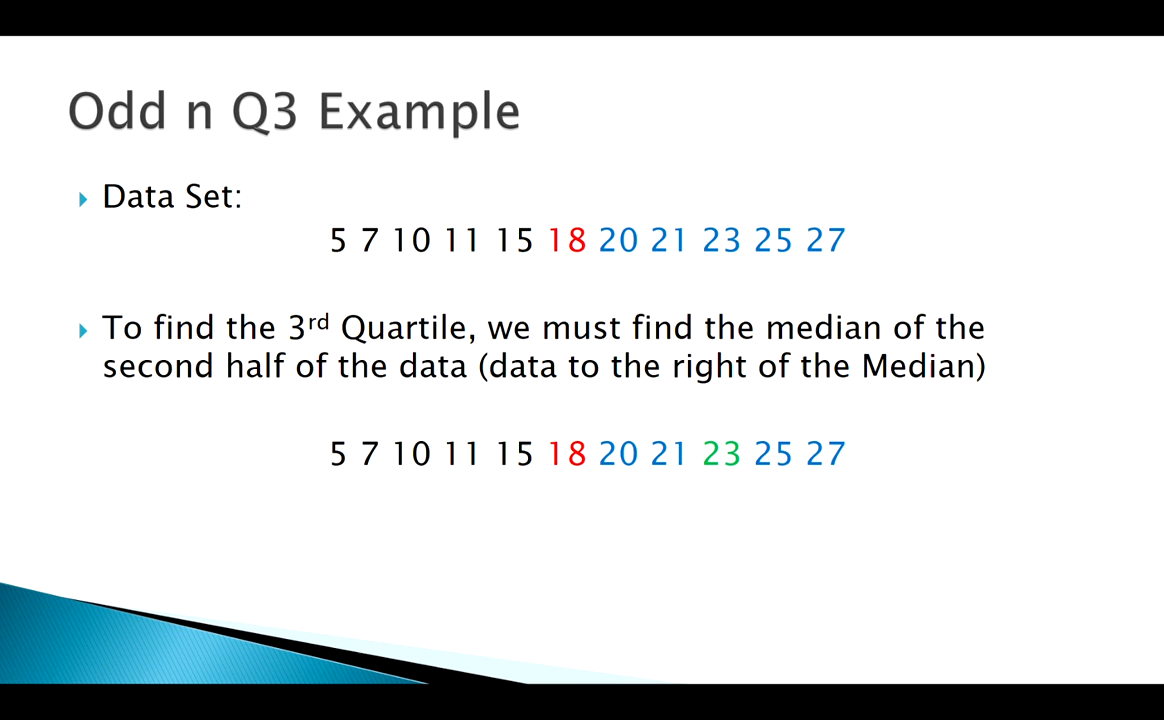 Odd n Q3 Example
Data Set:
5 7 10 11 15 18 20 21 23 25 27
To find the 3rd Quartile, we must find the median of the
second half of the data (data to the right of the Median)
5 7 10 11 15 18 20 21 23 25 27